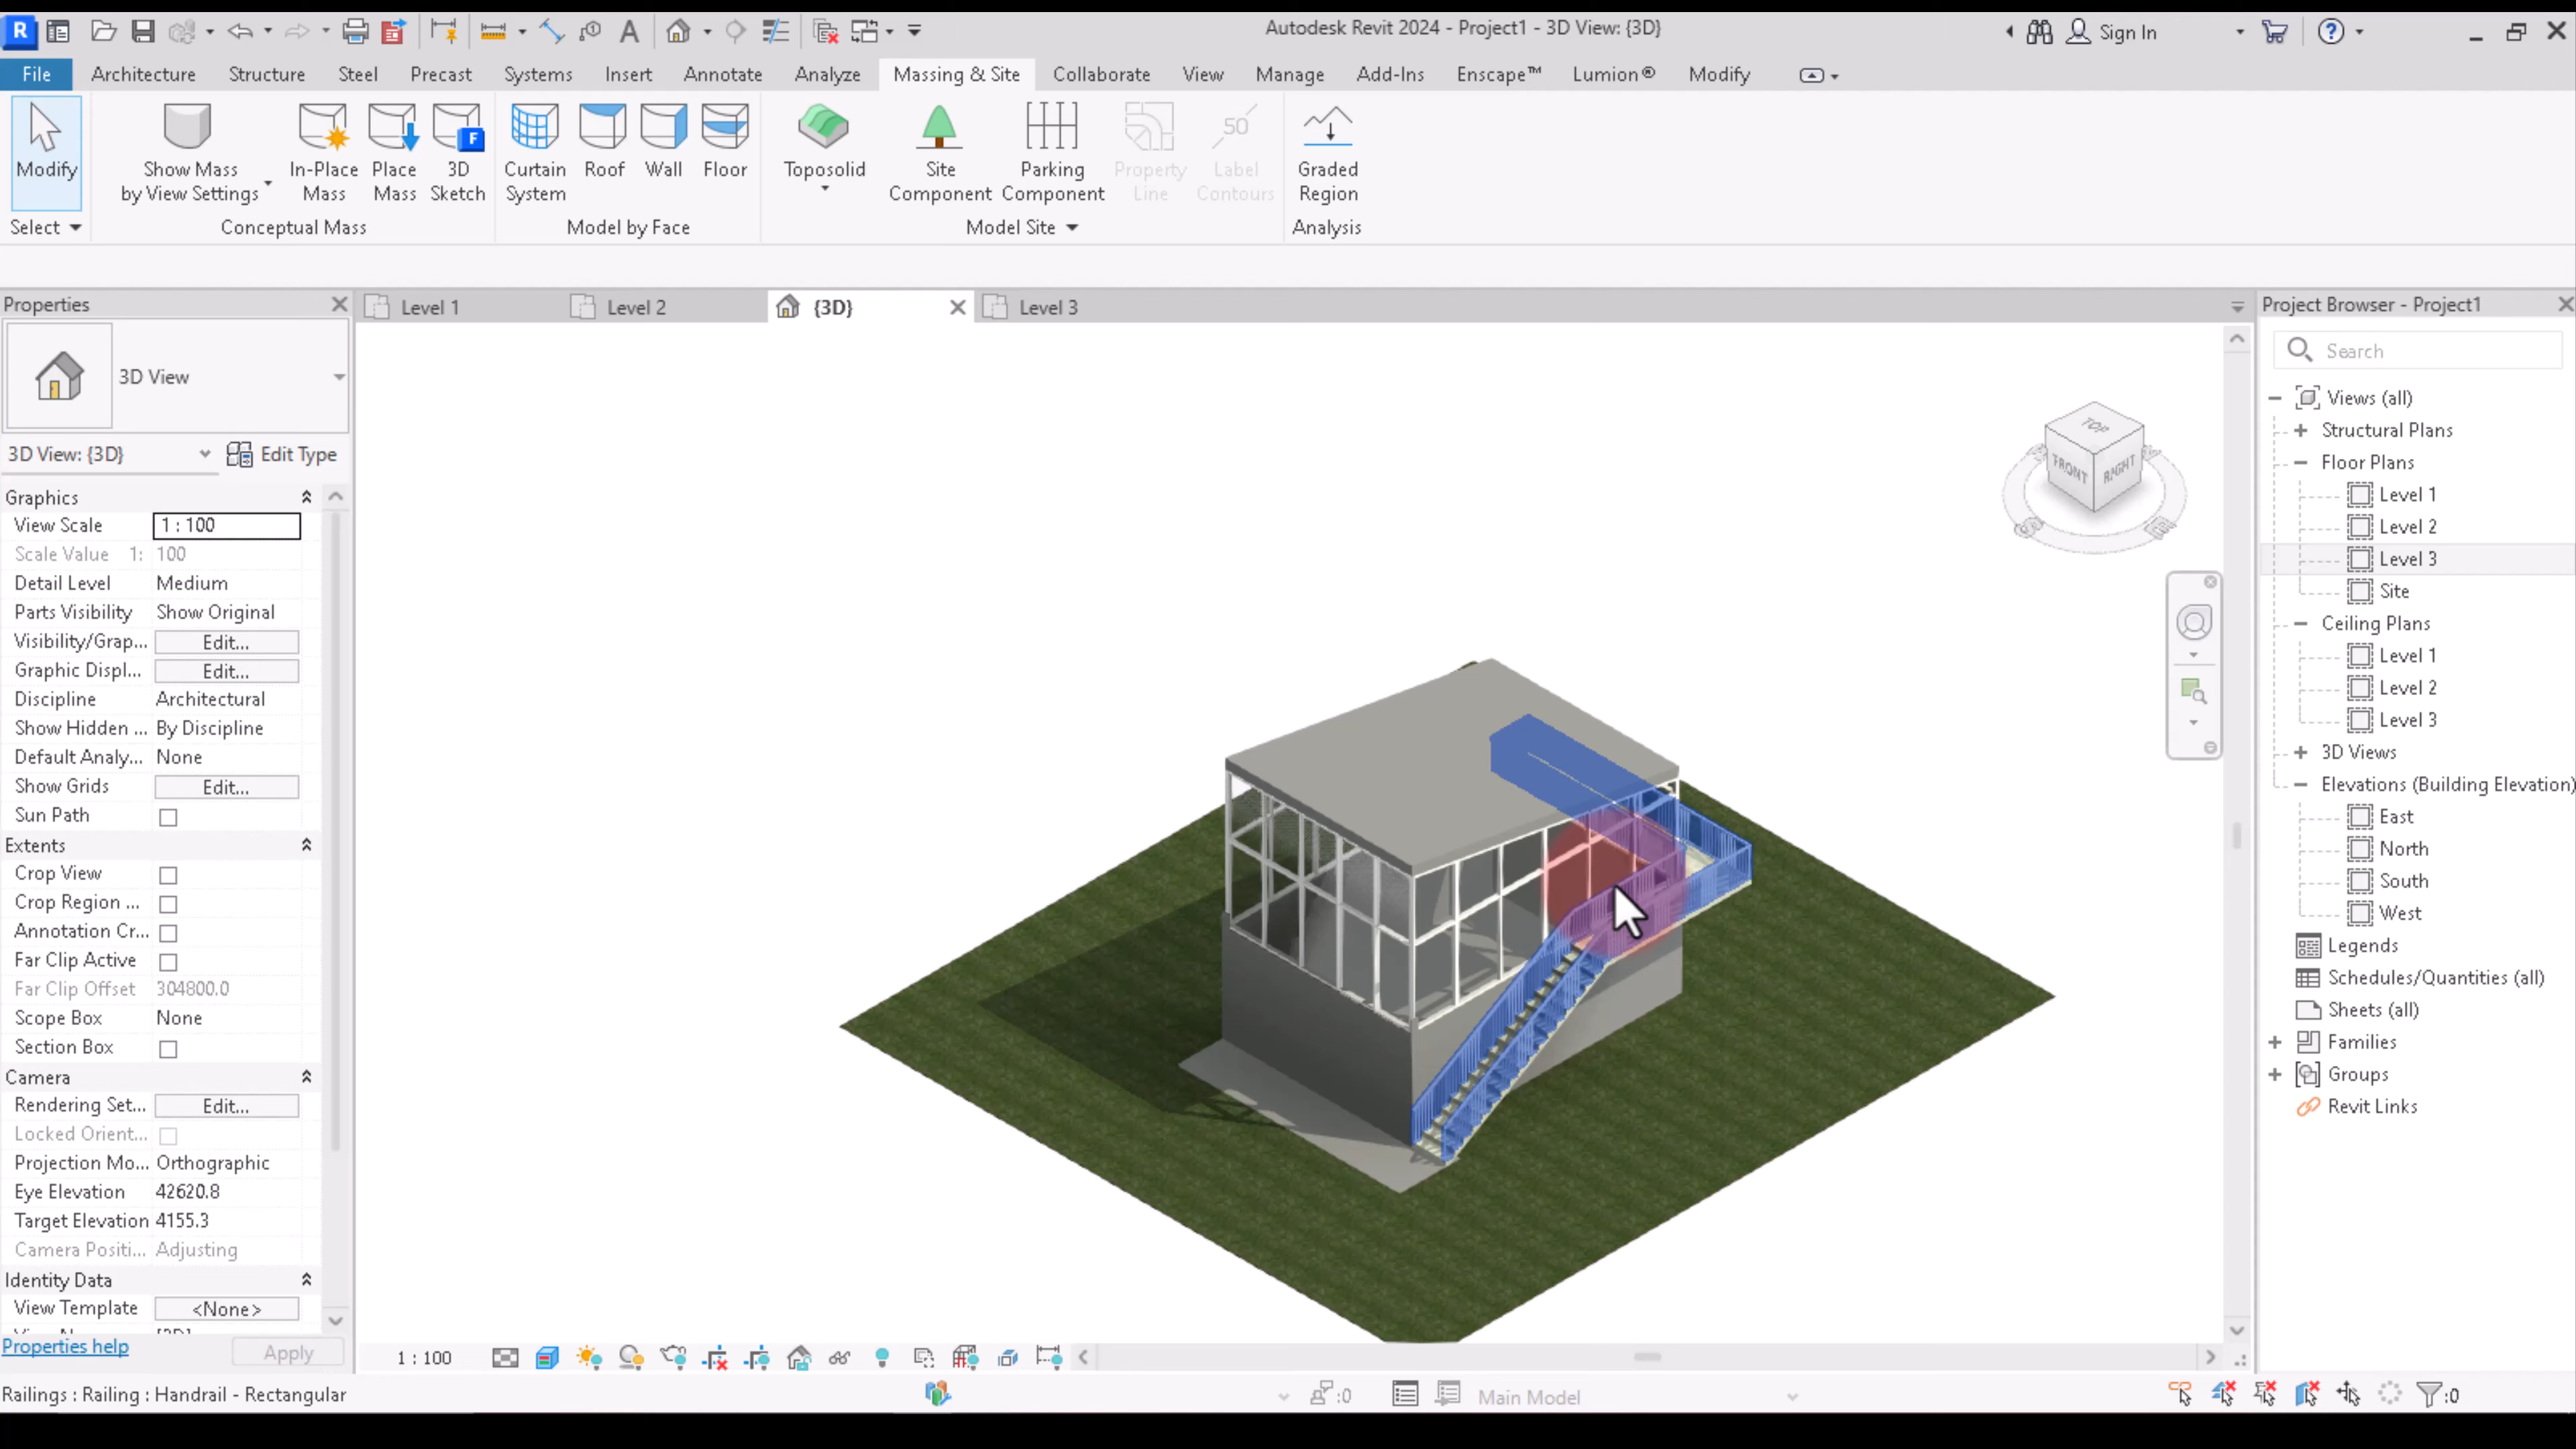 R
Autodesk Revit 2024 - Project1 - 3D View: {3D}
Sign In
File Architecture Structure Steel Precast Systems Insert Annotate Analyze Massing & Site Collaborate View Manage Add-Ins Enscape™ Lumion® Modify
Modify
Show Mass
by View Settings
In-Place
Mass
Place
Mass
3D
Sketch
Curtain
System
Roof
Wall
Floor
Toposolid
Site
Component
Parking
Component
Property
Line
50
Label
Contours
Graded
Region
Select
Conceptual Mass
Model by Face
Model Site
Analysis
Properties
3D View
3D View: {3D}
Edit Type
Graphics
View Scale 1 : 100
Scale Value 1: 100
Detail Level Medium
Parts Visibility Show Original
Visibility/Grap... Edit...
Graphic Displ... Edit...
Discipline Architectural
Show Hidden ... By Discipline
Default Analy... None
Show Grids Edit...
Sun Path
Extents
Crop View
Crop Region ...
Annotation Cr...
Far Clip Active
Far Clip Offset 304800.0
Scope Box None
Section Box
Camera
Rendering Set... Edit...
Locked Orient...
Projection Mo... Orthographic
Eye Elevation 42620.8
Target Elevation 4155.3
Camera Positi... Adjusting
Identity Data
View Template <None>
Properties help
Apply
Level 1
Level 2
{3D}
Level 3
TOP
FRONT
RIGHT
Project Browser - Project1
Search
Views (all)
Structural Plans
Floor Plans
Level 1
Level 2
Level 3
Site
Ceiling Plans
Level 1
Level 2
Level 3
3D Views
Elevations (Building Elevation)
East
North
South
West
Legends
Schedules/Quantities (all)
Sheets (all)
Families
Groups
Revit Links
1 : 100
Railings : Railing : Handrail - Rectangular
:0
Main Model
:0